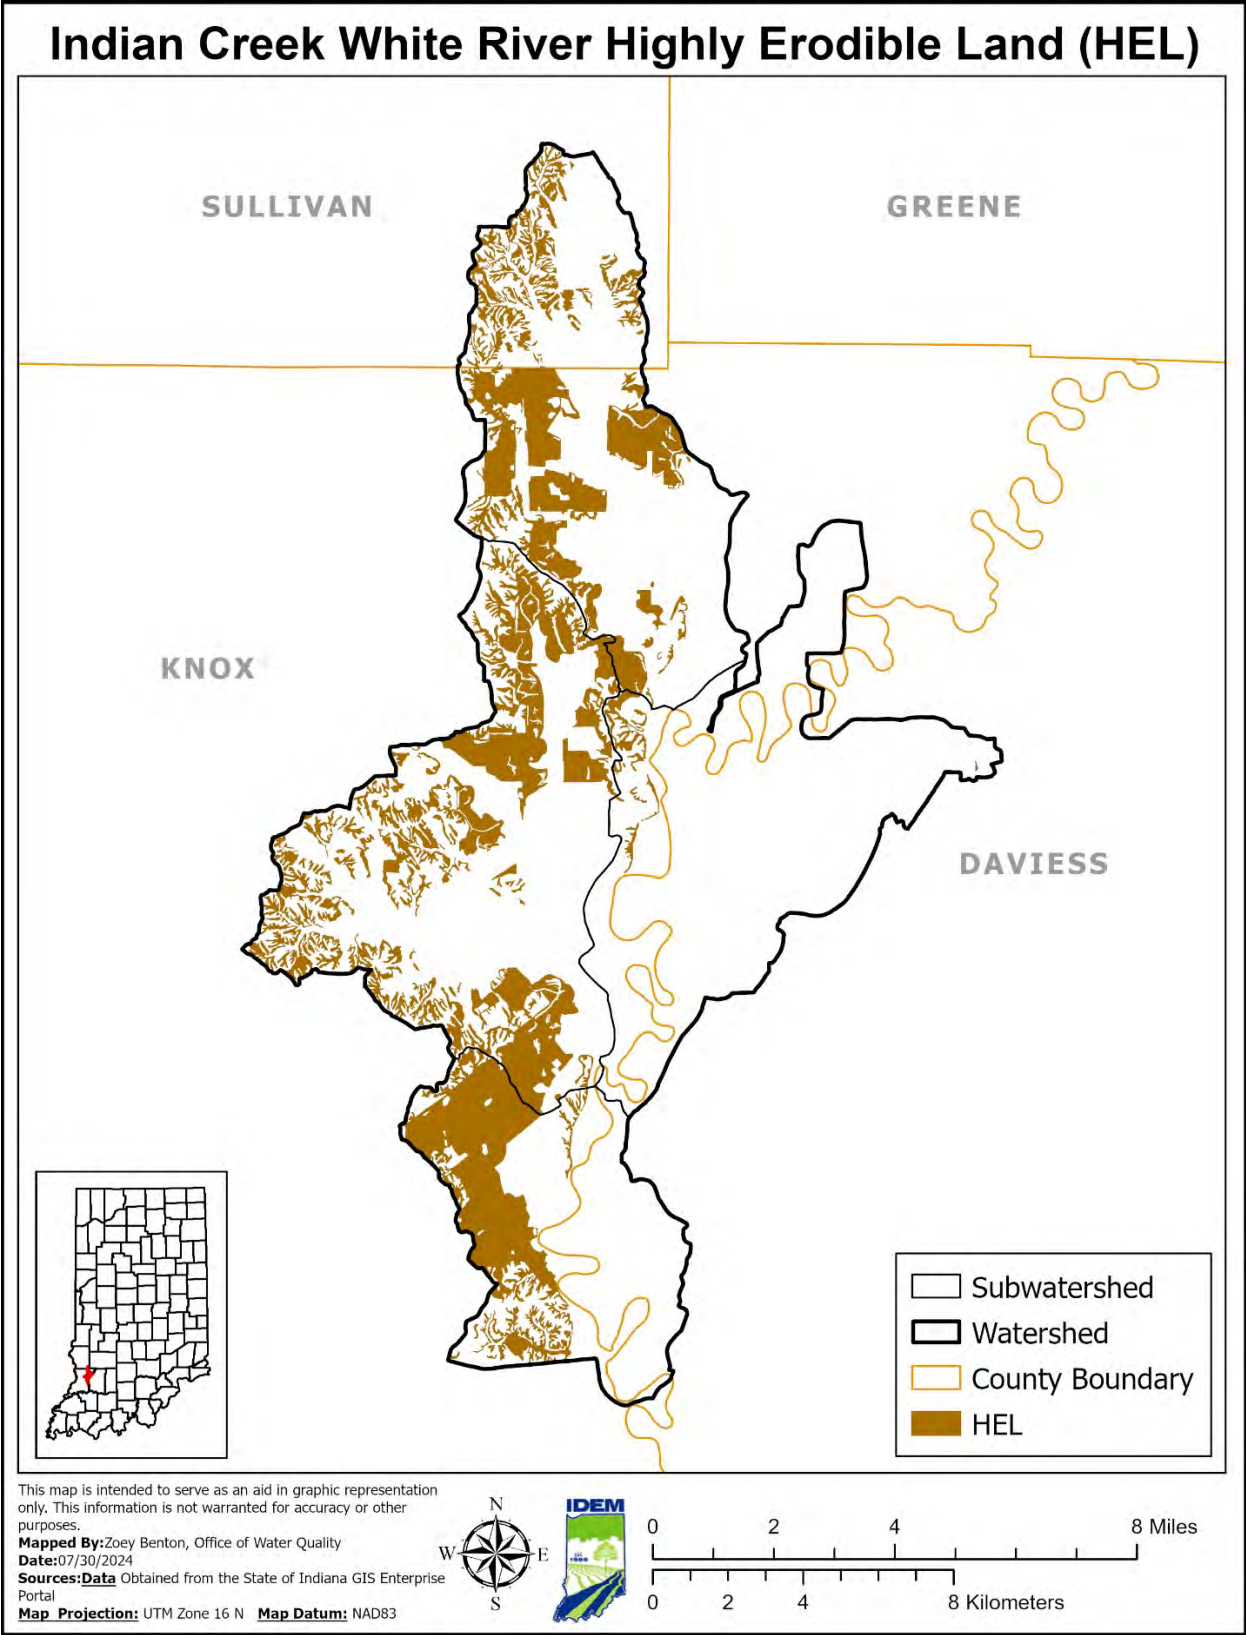 Indian Creek White River Highly Erodible Land (HEL)
SULLIVAN
GREENE
KNOX
DAVIESS
Subwatershed
Watershed
County Boundary
HEL
This map is intended to serve as an aid in graphic representation
only. This information is not warranted for accuracy or other
purposes.
Mapped By:Zoey Benton, Office of Water Quality
Date:07/30/2024
Sources:Data Obtained from the State of Indiana GIS Enterprise
Portal
Map Projection: UTM Zone 16 N Map Datum: NAD83
N
W E
S
IDEM
0 2 4 8 Miles
0 2 4 8 Kilometers